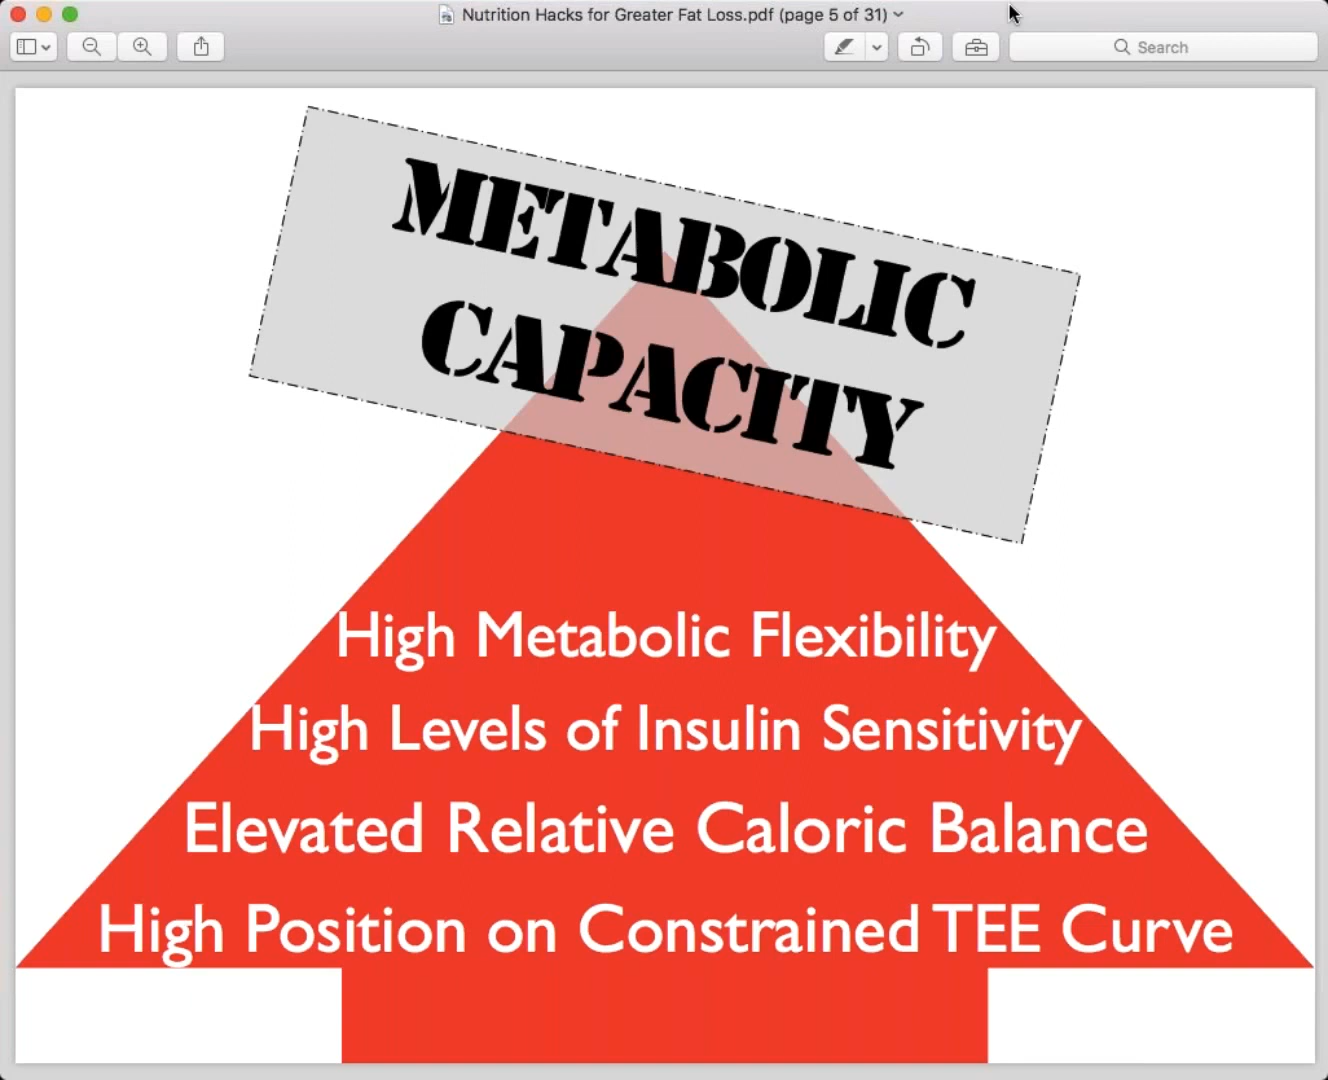 Nutrition Hacks for Greater Fat Loss.pdf (page 5 of 31)
Search
METABOLIC
CAPACITY
High Metabolic Flexibility
High Levels of Insulin Sensitivity
Elevated Relative Caloric Balance
High Position on Constrained TEE Curve